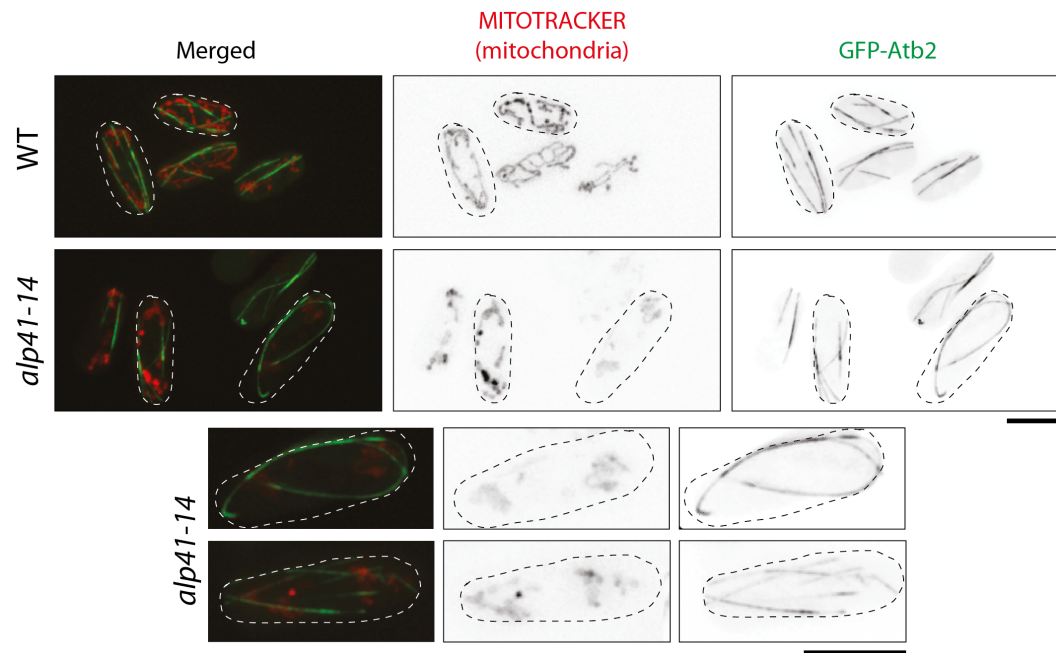 MITOTRACKER
Merged (mitochondria) GFP-Atb2
WT
alp41-14
alp41-14